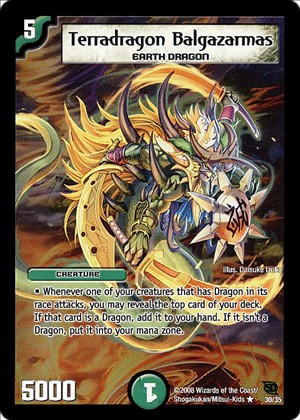 5
Terradragon Balgazarmas
EARTH DRAGON
illus. Daisuke Izuka
CREATURE
■ Whenever one of your creatures that has Dragon in its
race attacks, you may reveal the top card of your deck.
If that card is a Dragon, add it to your hand. If it isn't a
Dragon, put it into your mana zone.
5000
1
©2008 Wizards of the Coast/
Shogakukan/Mitsui-Kids ★ 30/35